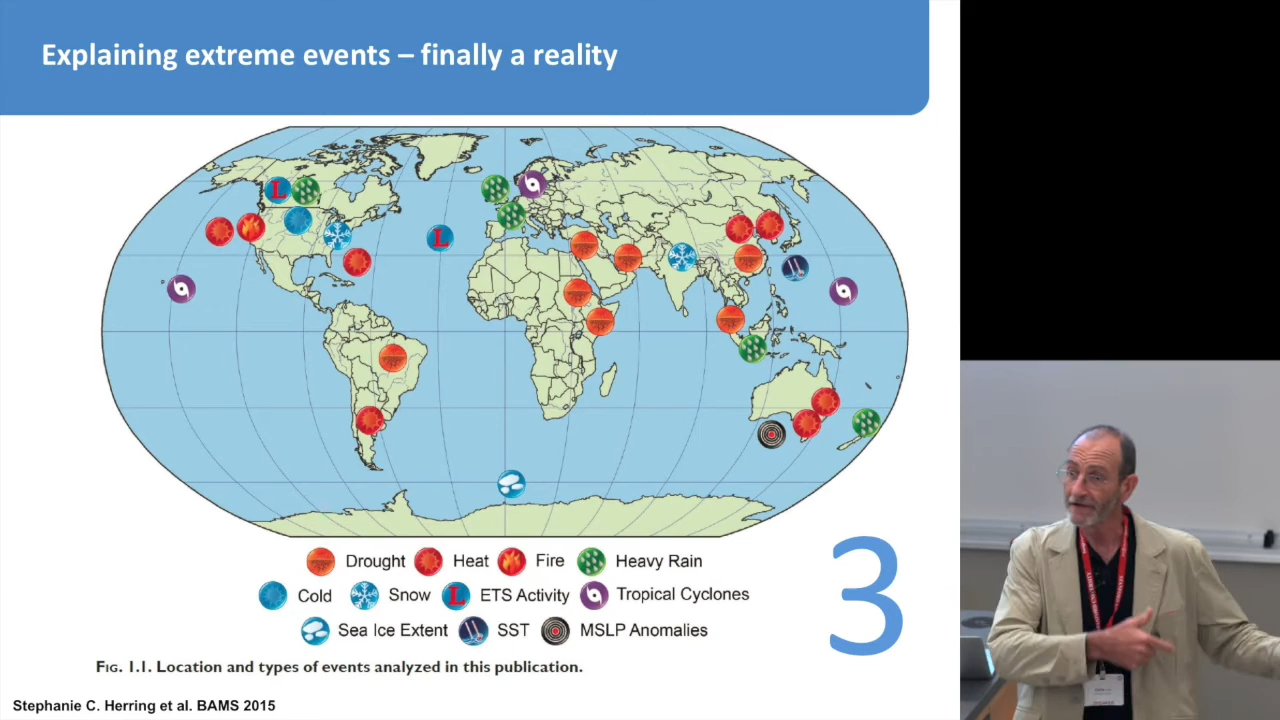 Explaining extreme events – finally a reality
L
L
Drought Heat Fire Heavy Rain
Cold Snow L ETS Activity Tropical Cyclones
Sea Ice Extent SST MSLP Anomalies
3
FIG. 1.1. Location and types of events analyzed in this publication.
Stephanie C. Herring et al. BAMS 2015